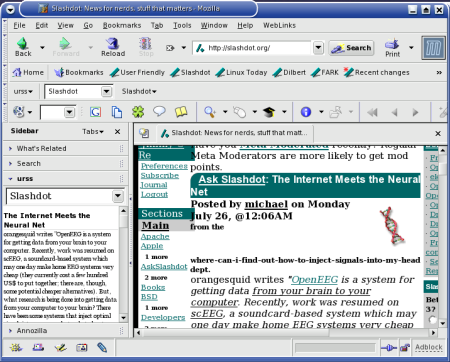 Slashdot: News for nerds, stuff that matters - Mozilla
File Edit View Go Bookmarks Tab Tools Window Help WebLinks
Back Forward Reload Stop http://slashdot.org/ Search Print
Home Bookmarks User Friendly Slashdot Linux Today Dilbert FARK Recent changes
urss Slashdot Slashdot
Sidebar Tabs
What's Related
Search
urss
Slashdot
The Internet Meets the
Neural Net
orangesquid writes "OpenEEG is a system
for getting data from your brain to your
computer. Recently, work was resumed on
scEEG, a soundcard-based system which
may one day make home EEG systems very
cheap (they currently cost a few hundred
US$ to put together; there are, though,
some potential cheaper alternatives). But,
what research is being done into getting data
from your computer to your brain? There
have been some systems that inject optical
Annozilla
Slashdot: News for nerds, stuff that matt...
Re
Preferences
Subscribe
Journal
Logout
Sections
Main
Apache
Apple
1 more
AskSlashdot
2 more
Books
BSD
1 more
Developers
have you Meta Moderated recently? Regular
Meta Moderators are more likely to get mod
points.
Ask Slashdot: The Internet Meets the Neural
Net
Posted by michael on Monday
July 26, @12:06AM
from the
where-can-i-find-out-how-to-inject-signals-into-my-head
dept.
orangesquid writes "OpenEEG is a system for
getting data from your brain to your
computer. Recently, work was resumed on
scEEG, a soundcard-based system which may
one day make home EEG systems very cheap
Adblock